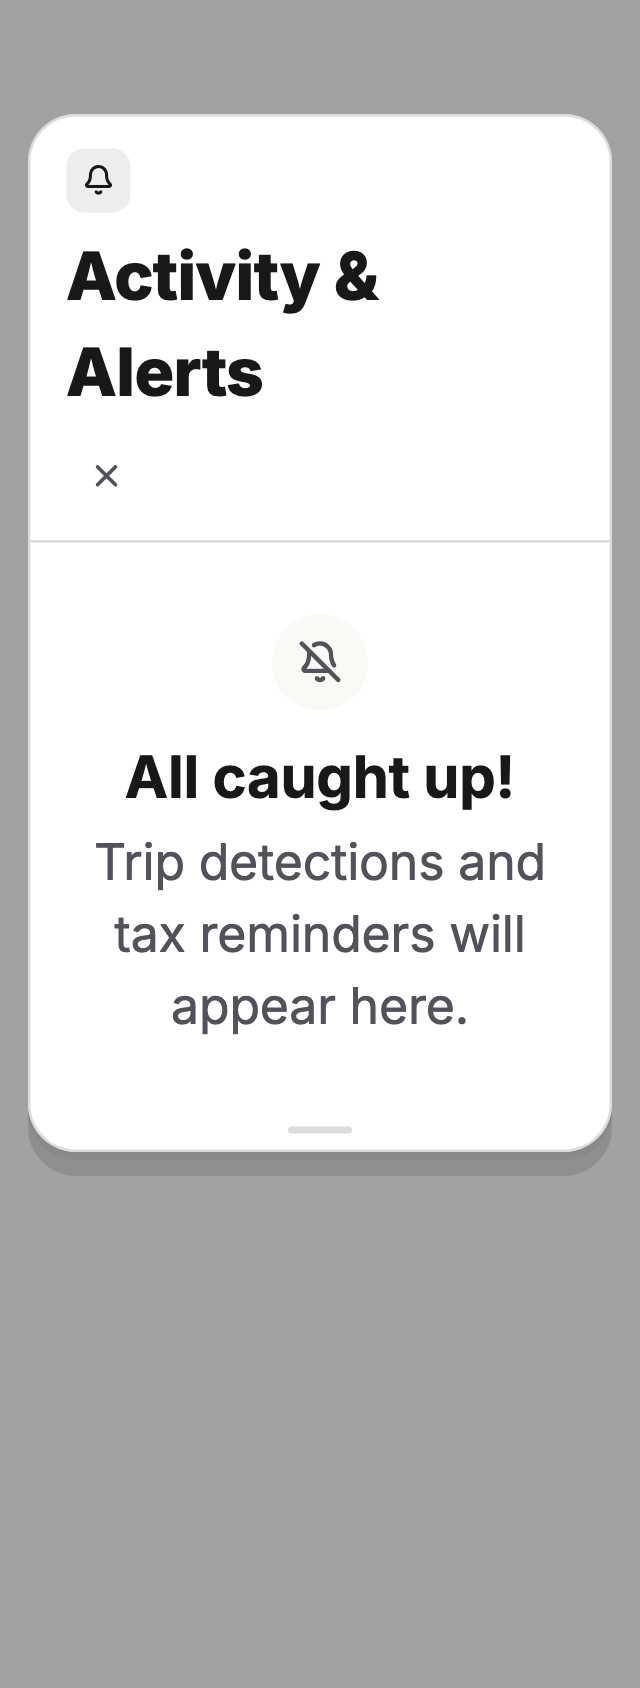 Activity &
Alerts
All caught up!
Trip detections and
tax reminders will
appear here.